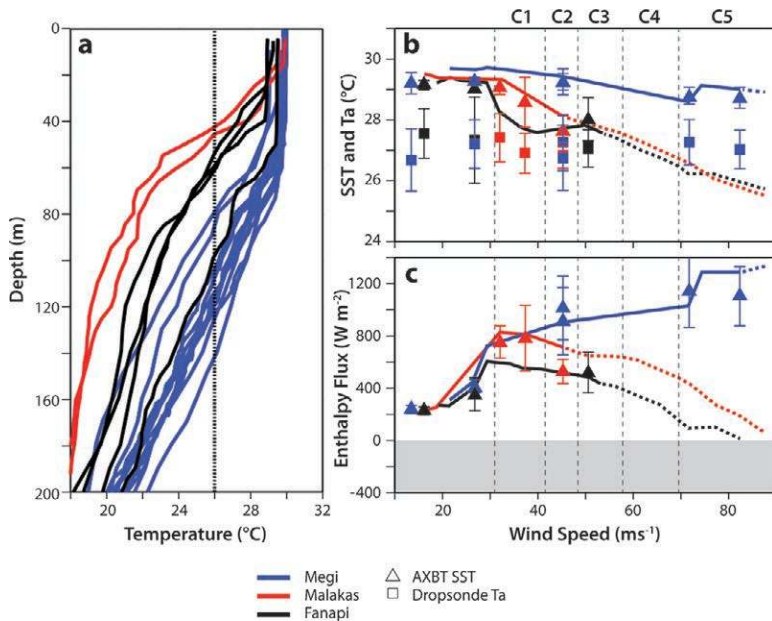 a
0
40
80
120
160
200
Depth (m)
20
24
28
32
Temperature (°C)
C1
C2
C3
C4
C5
b
30
28
26
24
SST and Ta (°C)
c
1200
800
400
0
-400
Enthalpy Flux (W m⁻²)
20
40
60
80
Wind Speed (ms⁻¹)
Megi
Malakas
Fanapi
AXBT SST
Dropsonde Ta